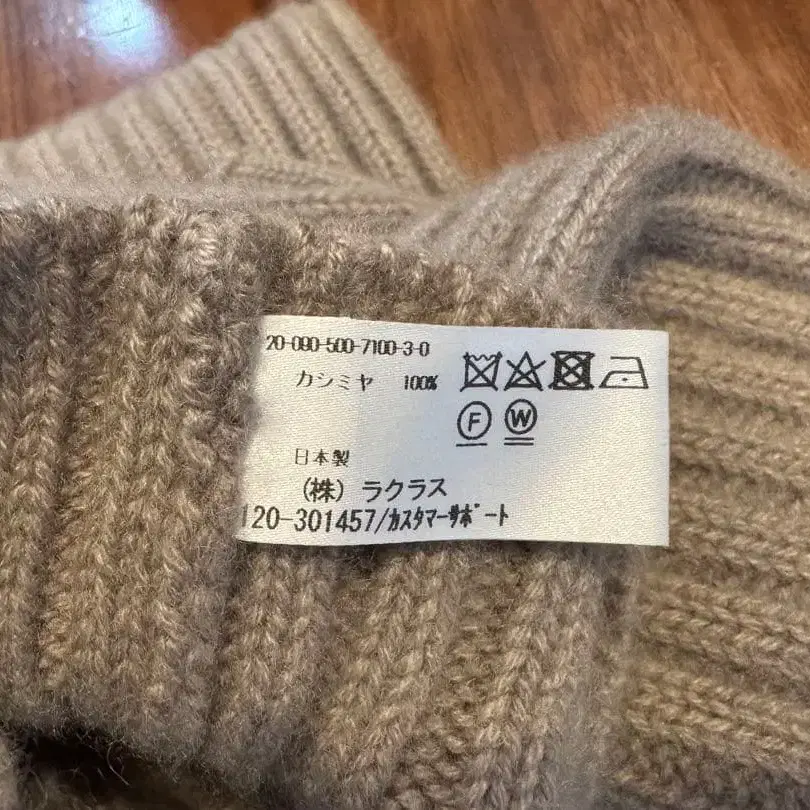 20-090-500-7100-3-0
カシミヤ 100%
F W
日本製
(株) ラクラス
120-301457/ｶｽﾀﾏｰｻﾎﾟｰﾄ